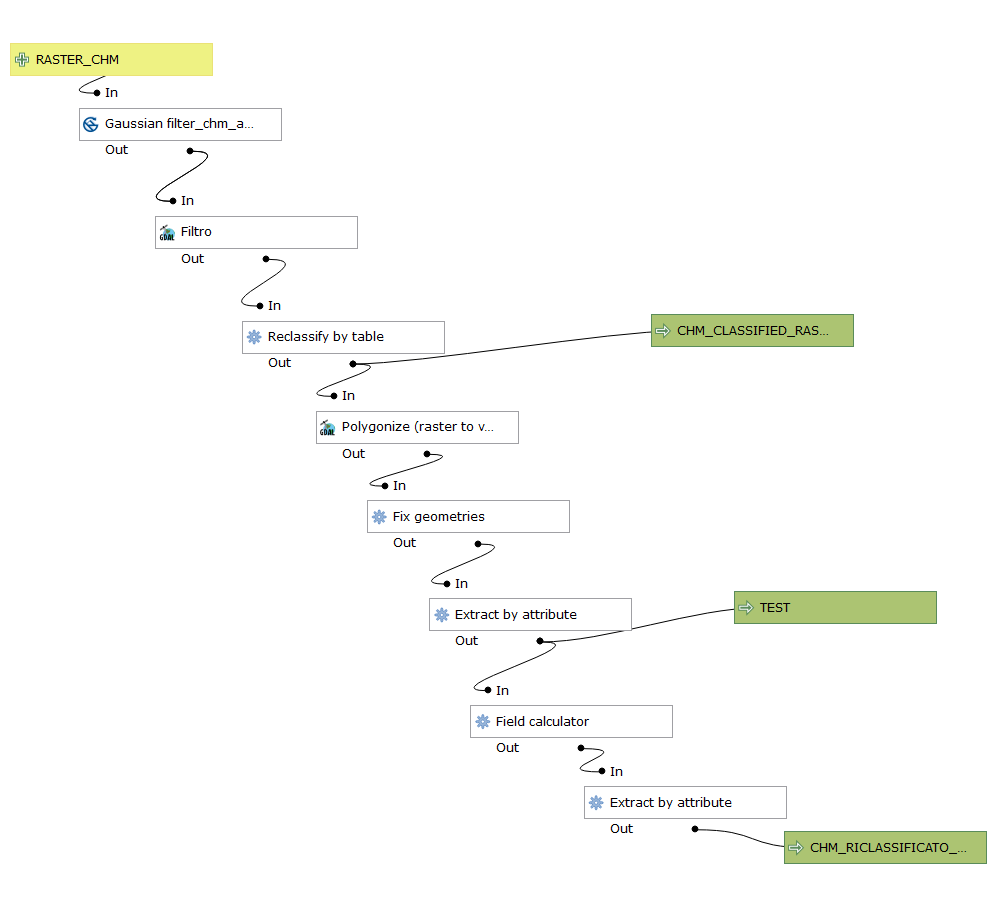 RASTER_CHM
In
Gaussian filter_chm_a...
Out
In
GDAL Filtro
Out
In
Reclassify by table
Out
CHM_CLASSIFIED_RAS...
In
GDAL Polygonize (raster to v...
Out
In
Fix geometries
Out
In
Extract by attribute
Out
TEST
In
Field calculator
Out
In
Extract by attribute
Out
CHM_RICLASSIFICATO_...